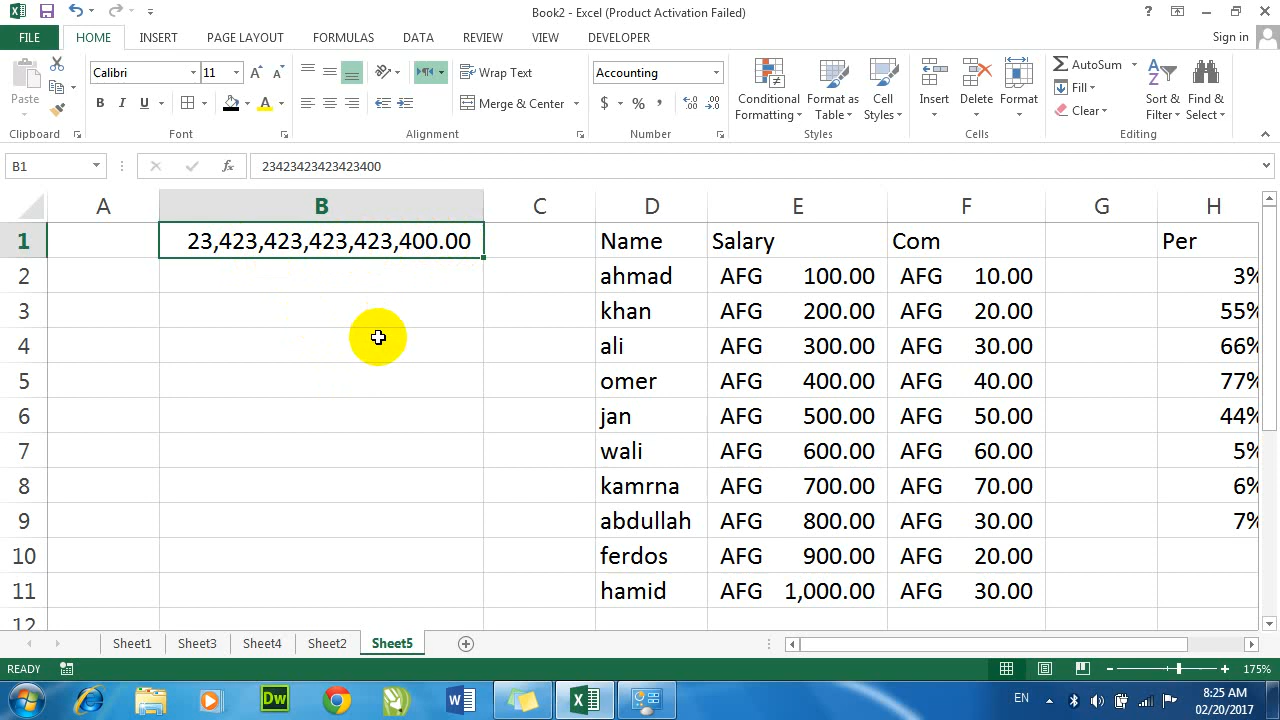 Book2 - Excel (Product Activation Failed)
FILE HOME INSERT PAGE LAYOUT FORMULAS DATA REVIEW VIEW DEVELOPER Sign in
Paste
Calibri 11
B I U A
Wrap Text
Merge & Center
Accounting
$ % ,
Conditional Formatting
Format as Table
Cell Styles
Insert
Delete
Format
AutoSum
Fill
Clear
Sort & Filter
Find & Select
Clipboard Font Alignment Number Styles Cells Editing
B1 fx 23423423423423400
A B C D E F G H
1 23,423,423,423,423,400.00 Name Salary Com Per
2 ahmad AFG 100.00 AFG 10.00 3%
3 khan AFG 200.00 AFG 20.00 55%
4 ali AFG 300.00 AFG 30.00 66%
5 omer AFG 400.00 AFG 40.00 77%
6 jan AFG 500.00 AFG 50.00 44%
7 wali AFG 600.00 AFG 60.00 5%
8 kamrna AFG 700.00 AFG 70.00 6%
9 abdullah AFG 800.00 AFG 30.00 7%
10 ferdos AFG 900.00 AFG 20.00
11 hamid AFG 1,000.00 AFG 30.00
12
Sheet1 Sheet3 Sheet4 Sheet2 Sheet5
READY 175%
Dw EN 8:25 AM
02/20/2017